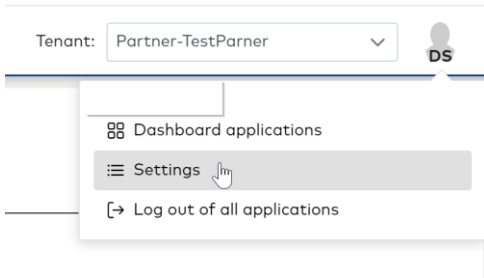 Tenant: Partner-TestParner
DS
Dashboard applications
Settings
Log out of all applications